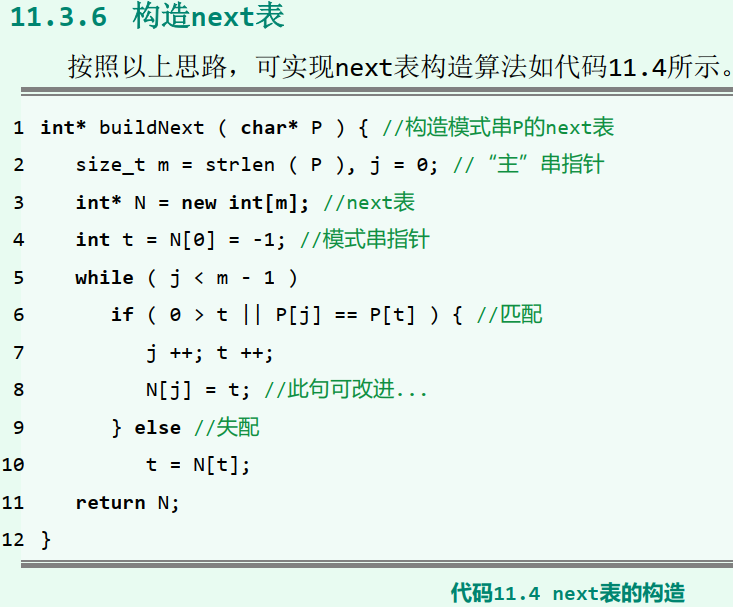 11.3.6 构造next表
按照以上思路，可实现next表构造算法如代码11.4所示。
1 int* buildNext ( char* P ) { //构造模式串P的next表
2    size_t m = strlen ( P ), j = 0; //“主”串指针
3    int* N = new int[m]; //next表
4    int t = N[0] = -1; //模式串指针
5    while ( j < m - 1 )
6       if ( 0 > t || P[j] == P[t] ) { //匹配
7          j ++; t ++;
8          N[j] = t; //此句可改进...
9       } else //失配
10          t = N[t];
11    return N;
12 }
代码11.4 next表的构造